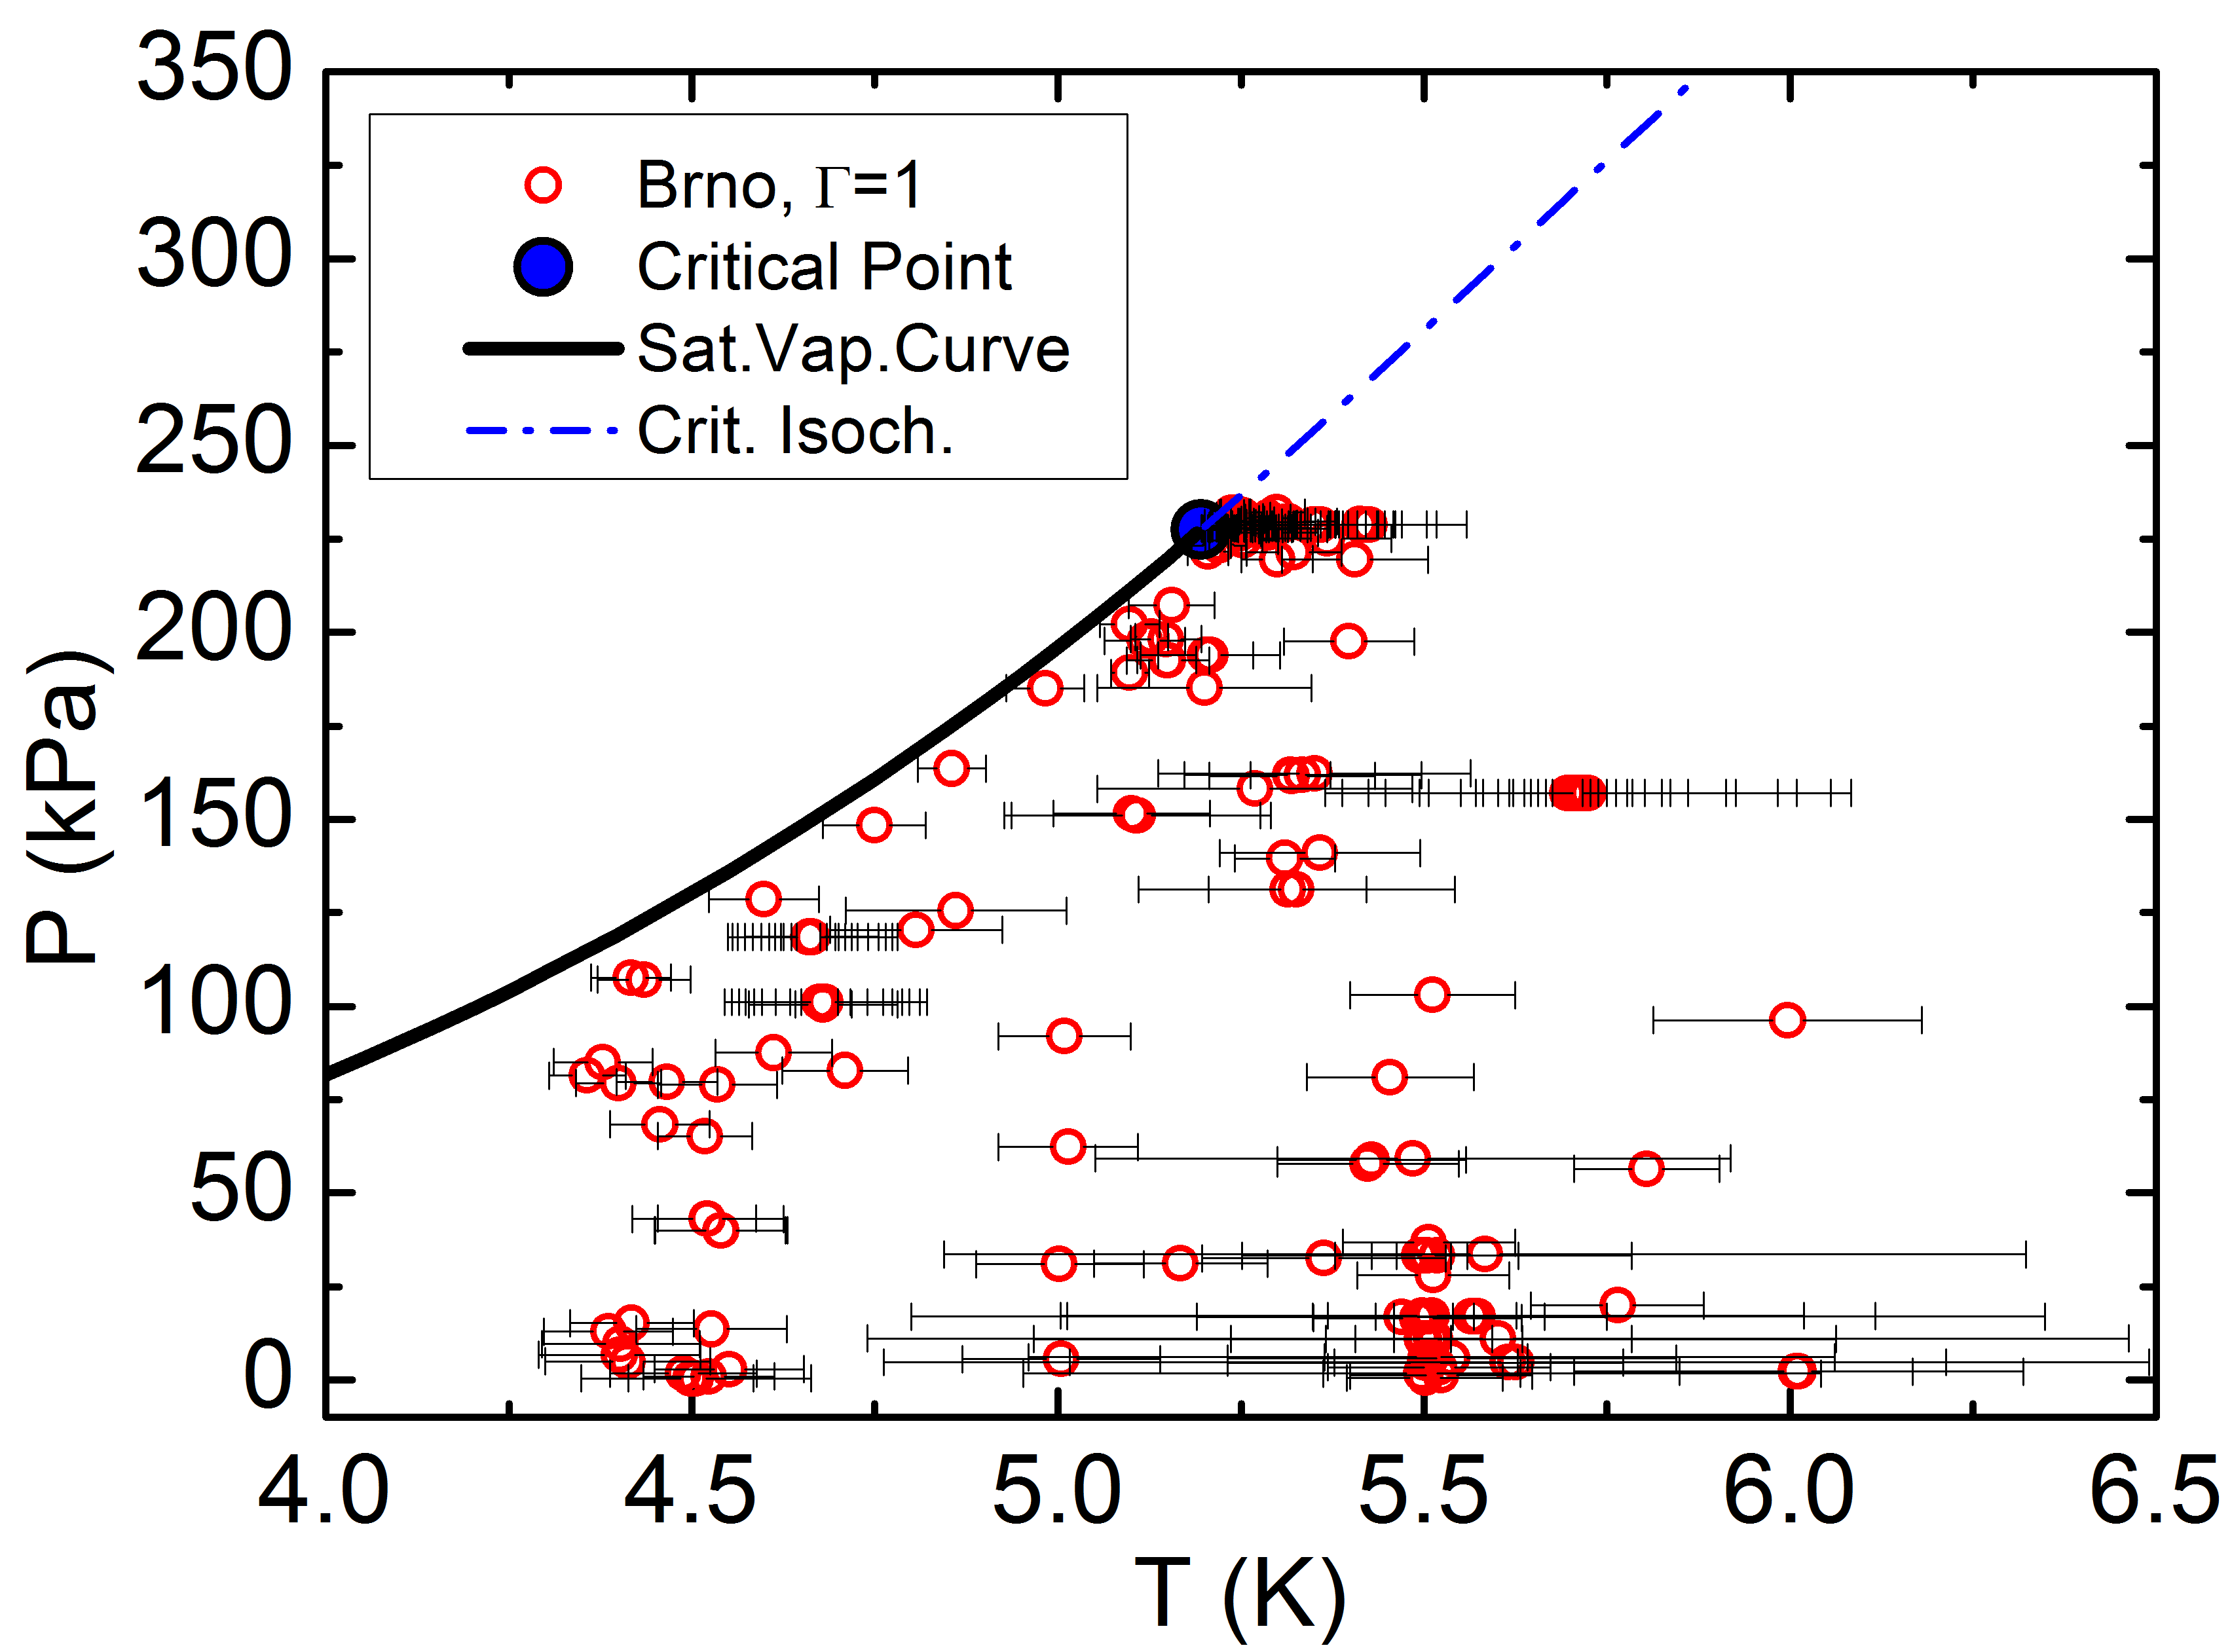 350
300
250
200
150
100
50
0
P (kPa)
Brno, Γ=1
Critical Point
Sat.Vap.Curve
Crit. Isoch.
4.0 4.5 5.0 5.5 6.0 6.5
T (K)